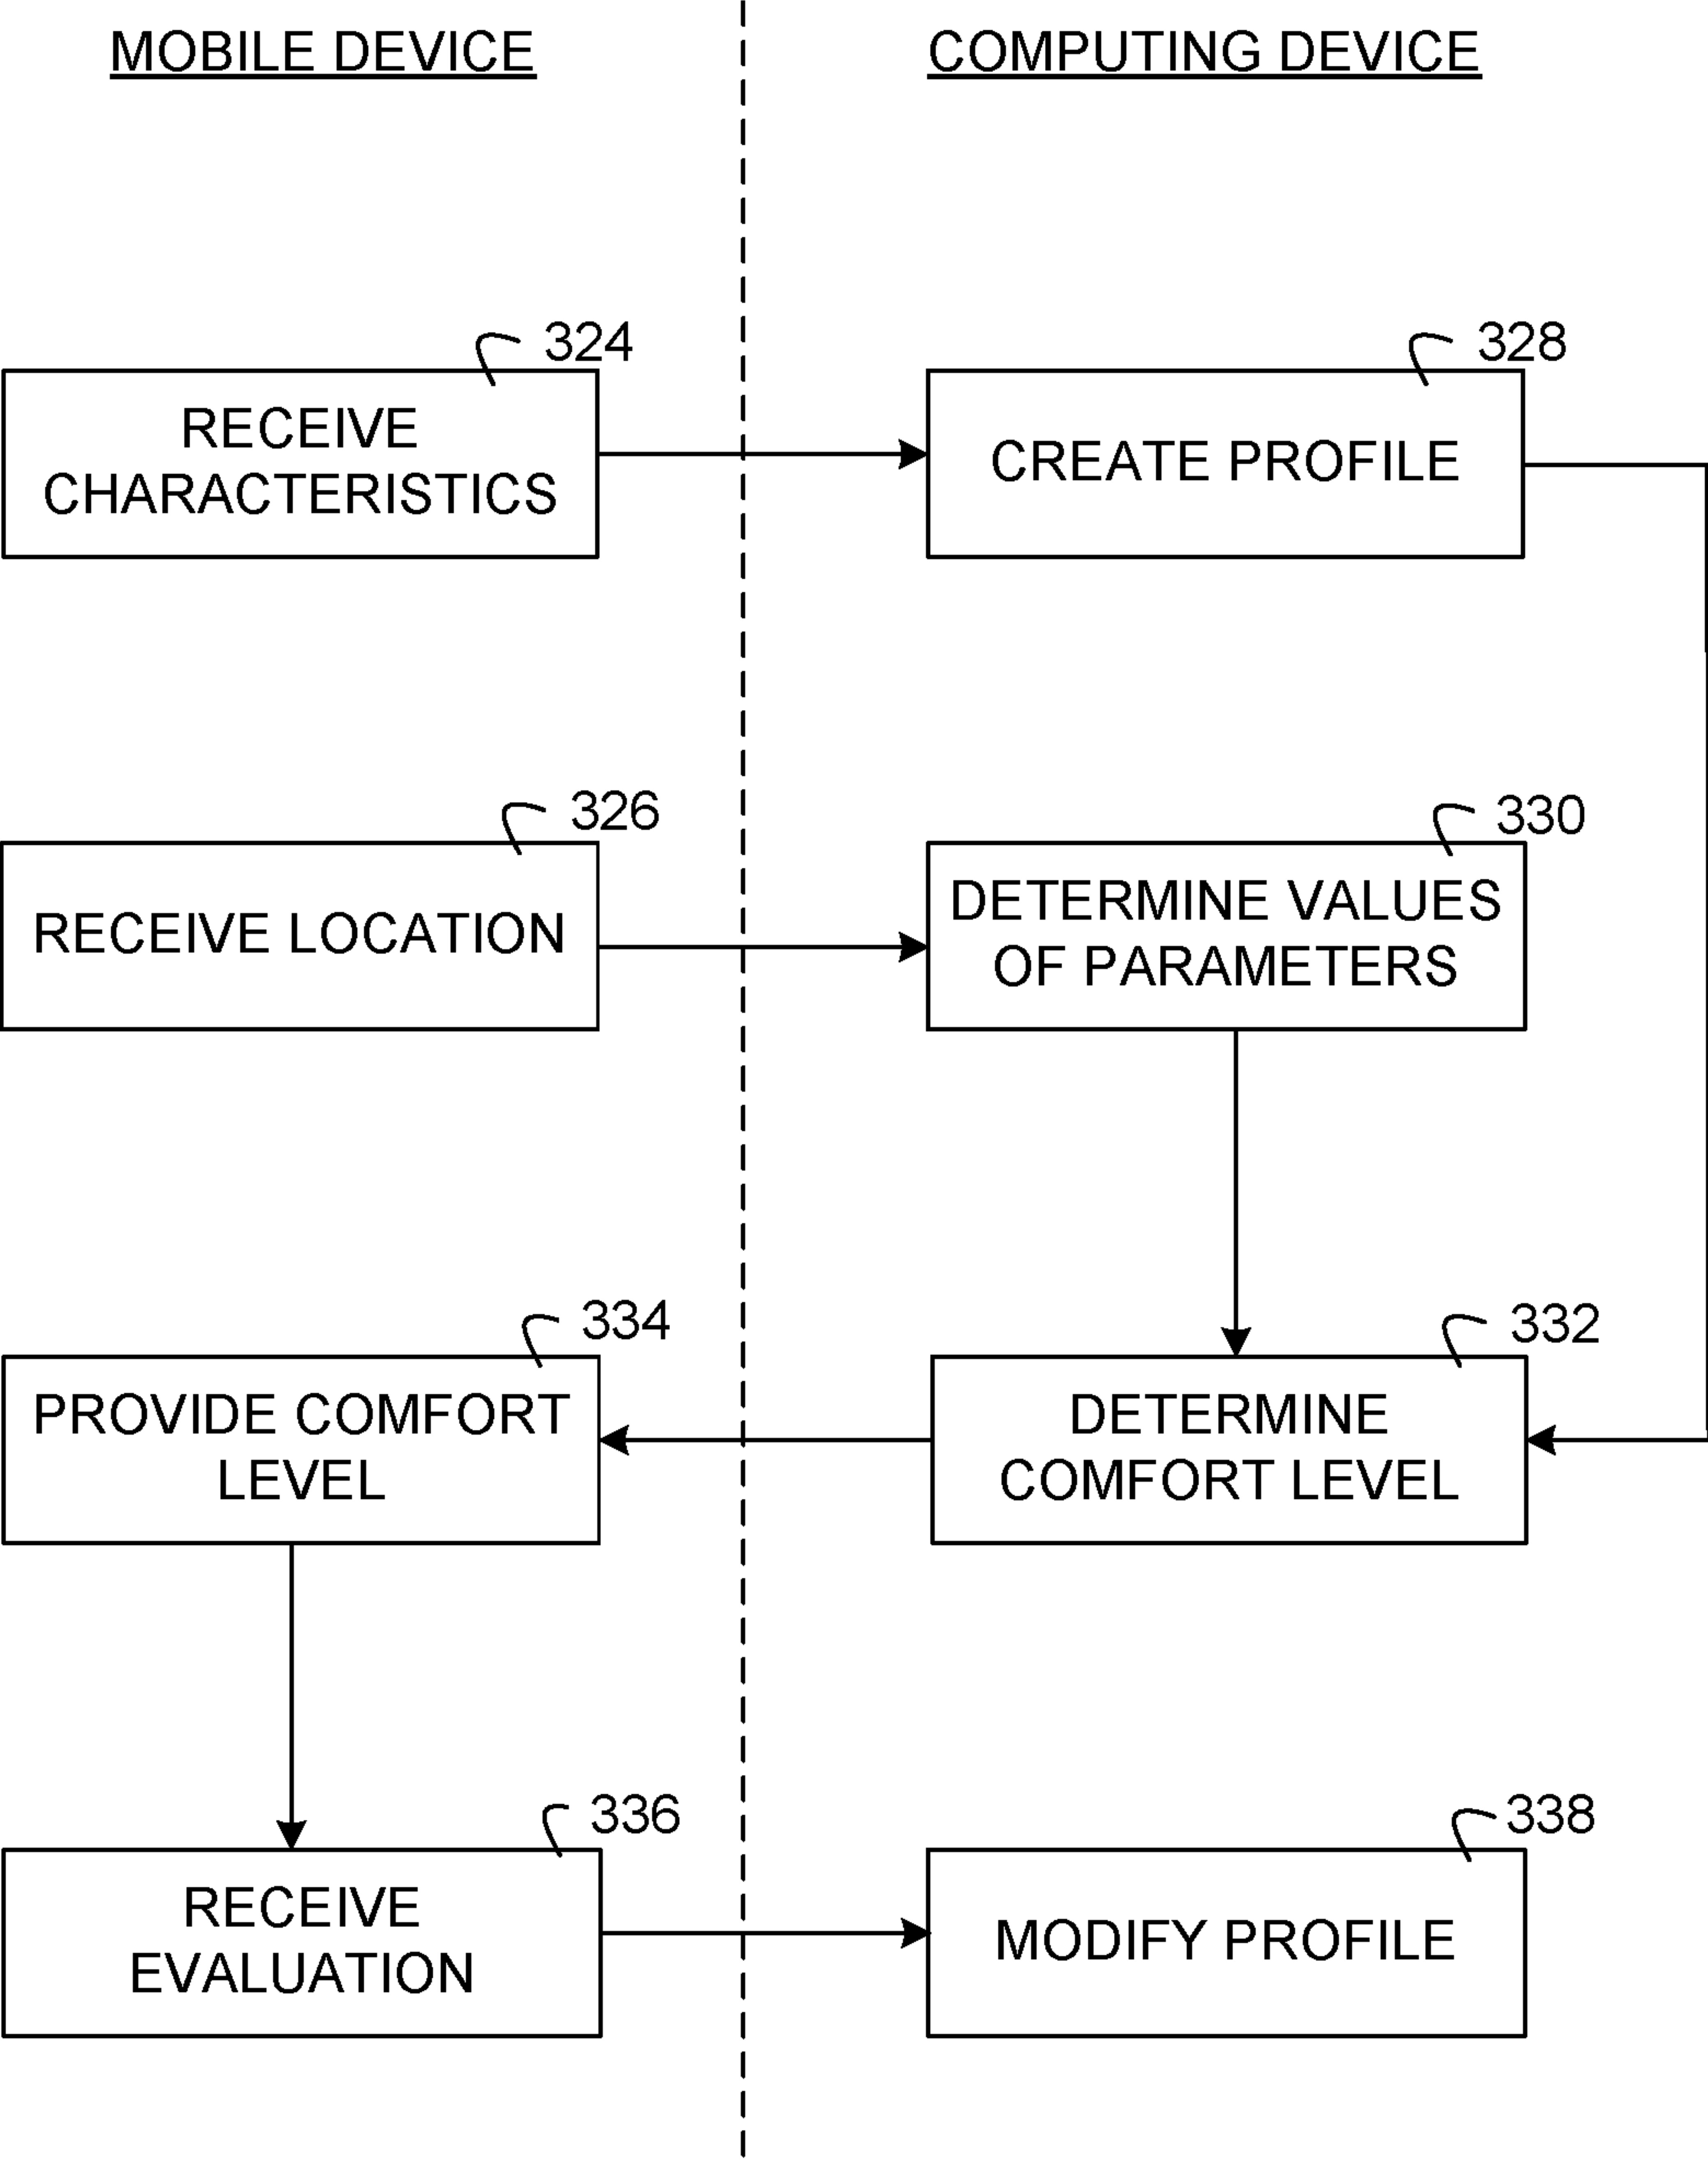 MOBILE DEVICE
COMPUTING DEVICE
324
RECEIVE
CHARACTERISTICS
328
CREATE PROFILE
326
RECEIVE LOCATION
330
DETERMINE VALUES
OF PARAMETERS
334
PROVIDE COMFORT
LEVEL
332
DETERMINE
COMFORT LEVEL
336
RECEIVE
EVALUATION
338
MODIFY PROFILE